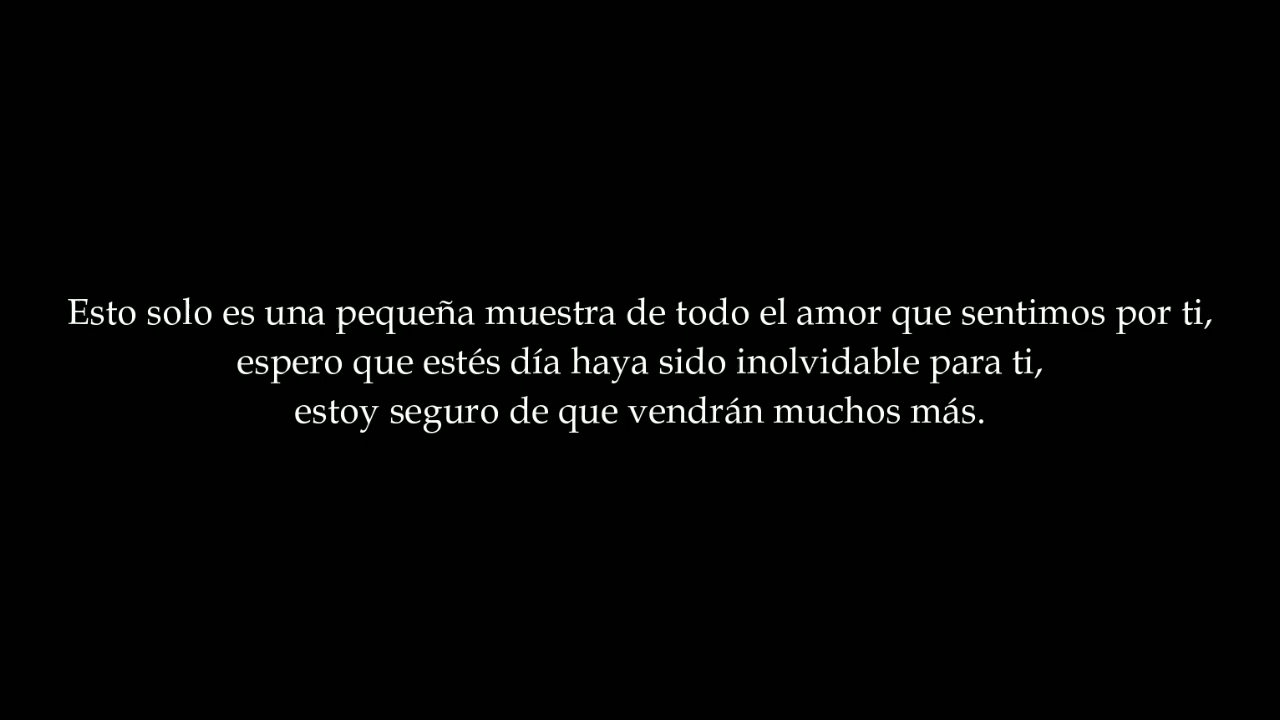 Esto solo es una pequeña muestra de todo el amor que sentimos por ti,
espero que estés día haya sido inolvidable para ti,
estoy seguro de que vendrán muchos más.